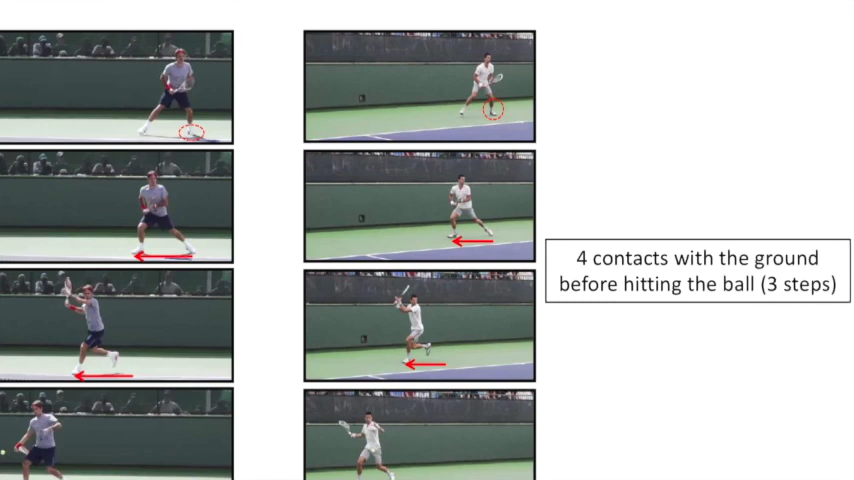 4 contacts with the ground
before hitting the ball (3 steps)